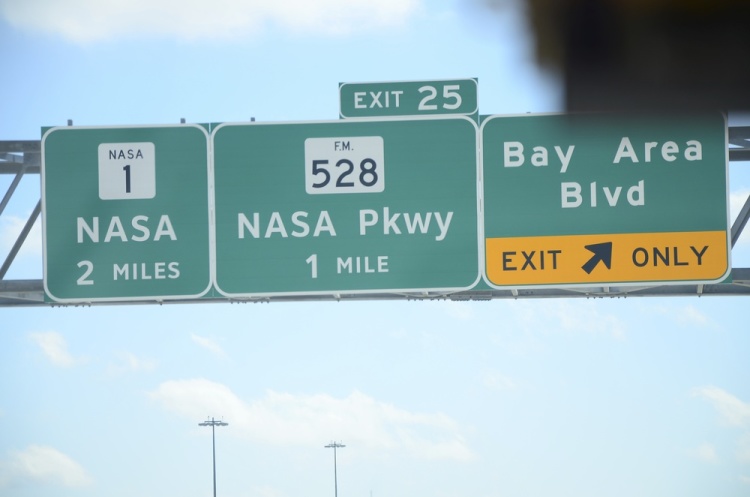 NASA
1
NASA
2 MILES
EXIT 25
F.M.
528
NASA Pkwy
1 MILE
Bay Area
Blvd
EXIT ONLY